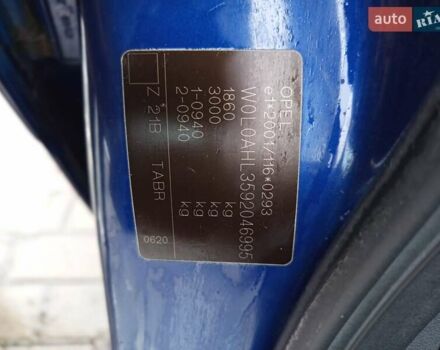 OPEL
e1*2001/116*0293
W0L0AHL3592046995
1860 kg
3000 kg
1-0940 kg
2-0940 kg
Z 21B TABR
0620
auto RIA